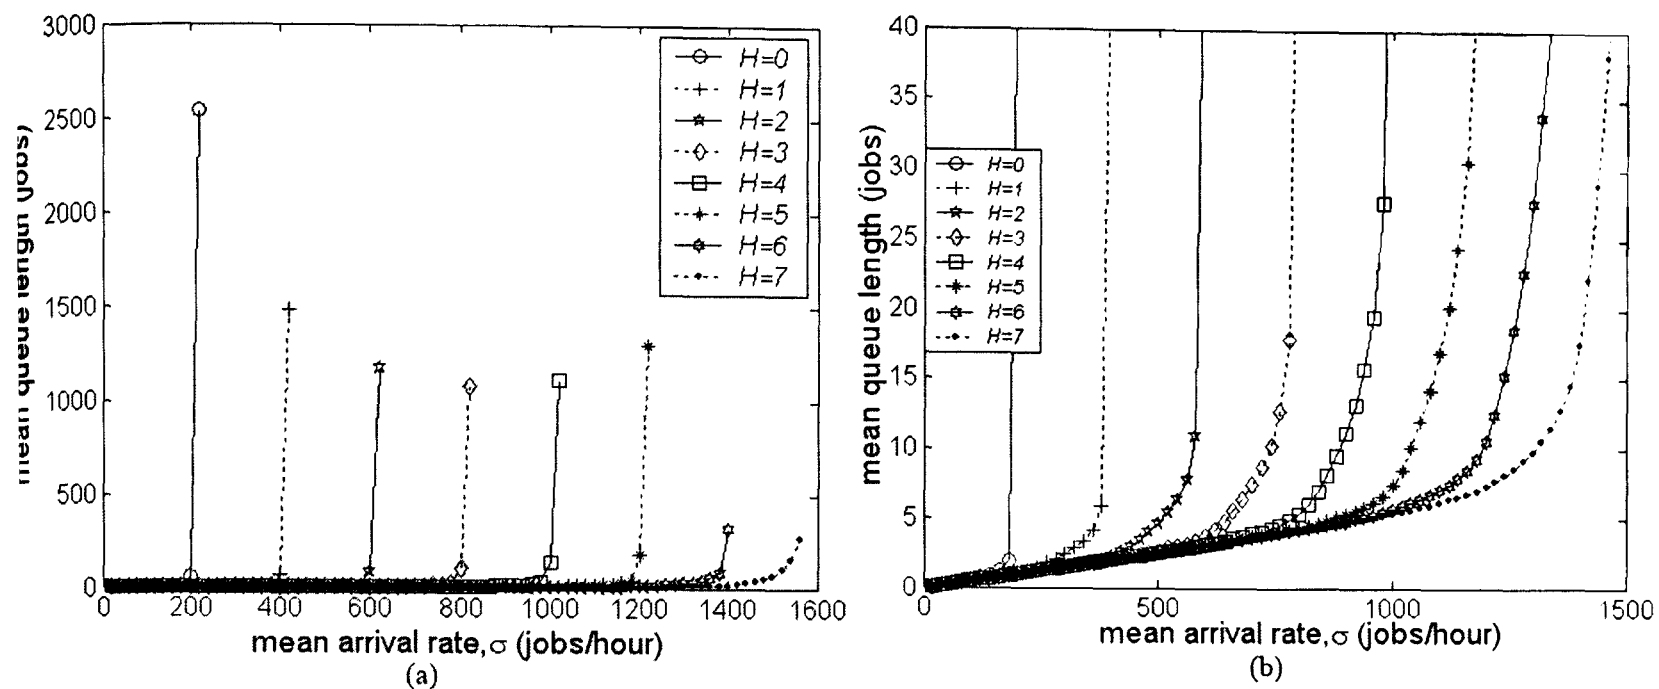 3000
2500
2000
1500
1000
500
0
mean queue length (jobs)
H=0
H=1
H=2
H=3
H=4
H=5
H=6
H=7
0
200
400
600
800
1000
1200
1400
1600
mean arrival rate,σ (jobs/hour)
(a)
40
35
30
25
20
15
10
5
0
mean queue length (jobs)
H=0
H=1
H=2
H=3
H=4
H=5
H=6
H=7
0
500
1000
1500
mean arrival rate,σ (jobs/hour)
(b)